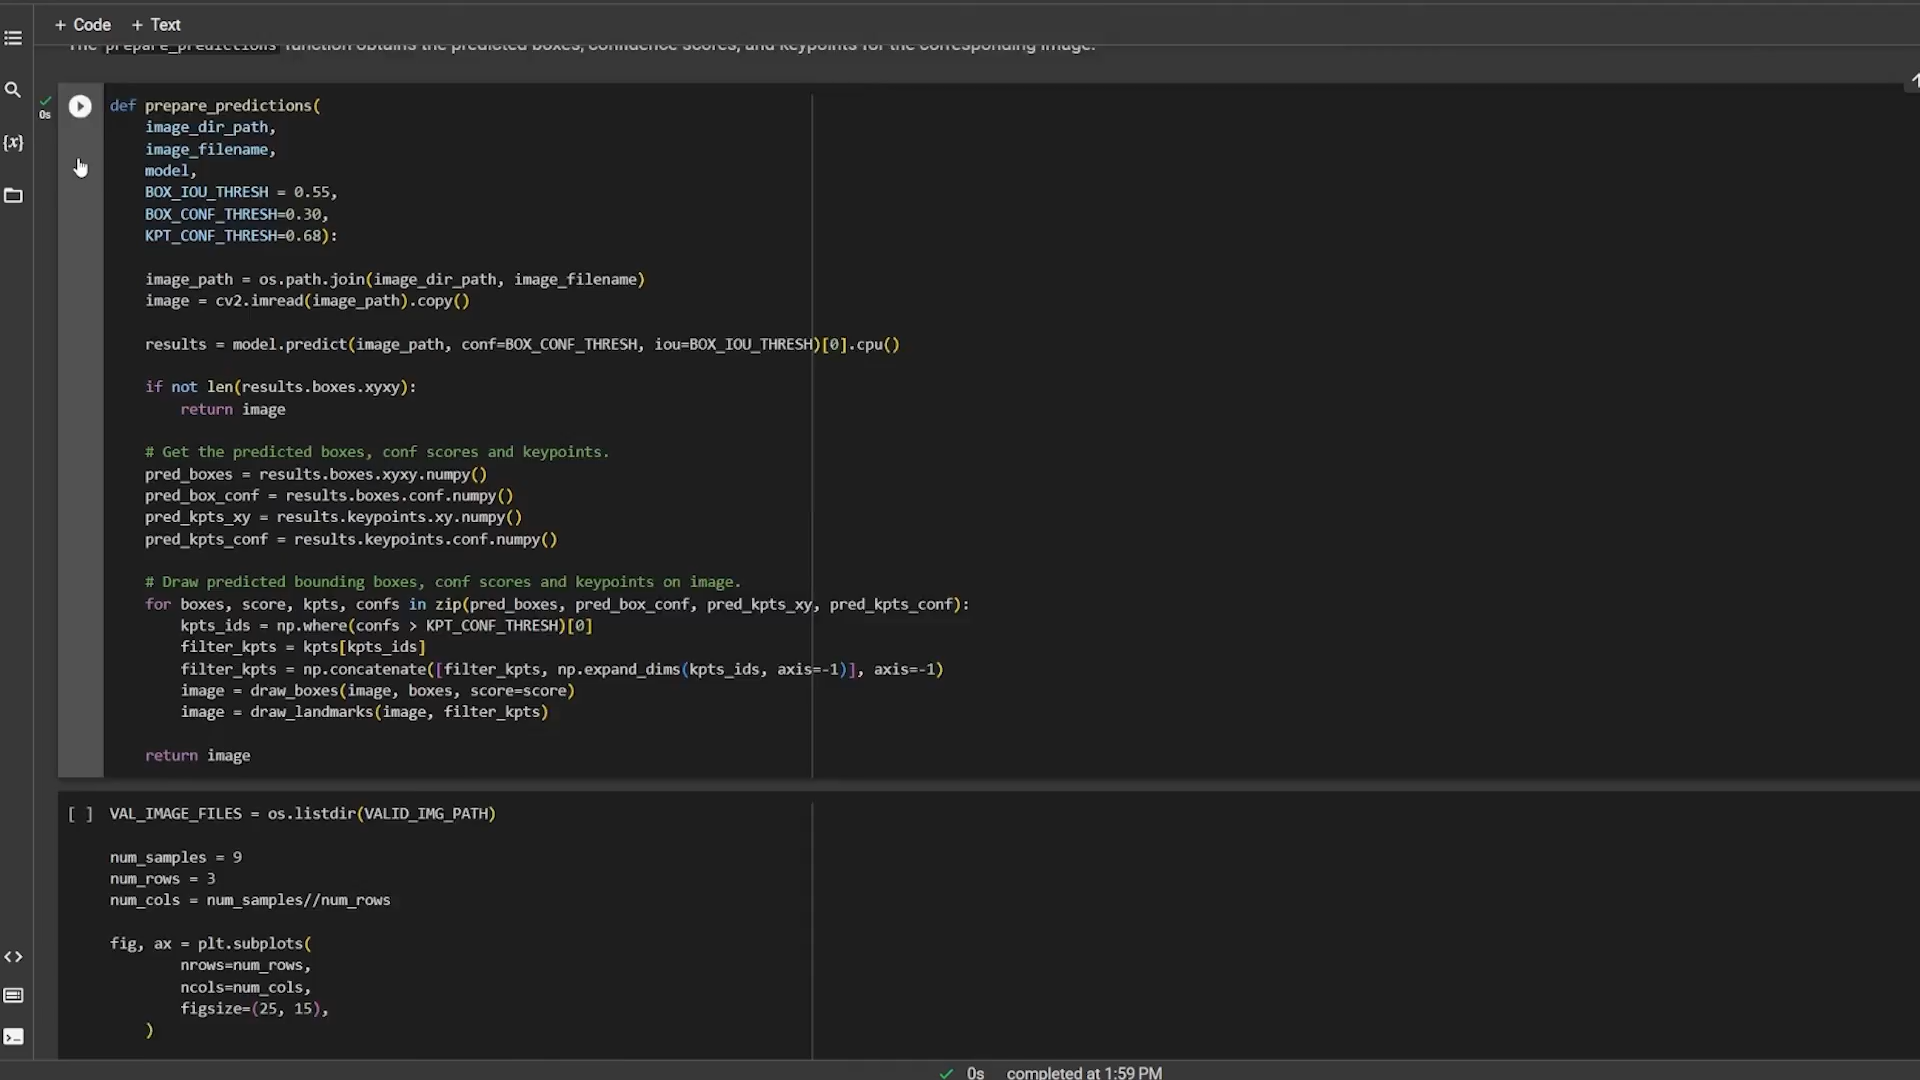 + Code + Text
The prepare_predictions function obtains the predicted boxes, confidence scores, and keypoints for the corresponding image.
0s
{x}
def prepare_predictions(
    image_dir_path,
    image_filename,
    model,
    BOX_IOU_THRESH = 0.55,
    BOX_CONF_THRESH=0.30,
    KPT_CONF_THRESH=0.68):
    image_path = os.path.join(image_dir_path, image_filename)
    image = cv2.imread(image_path).copy()
    results = model.predict(image_path, conf=BOX_CONF_THRESH, iou=BOX_IOU_THRESH)[0].cpu()
    if not len(results.boxes.xyxy):
        return image
    # Get the predicted boxes, conf scores and keypoints.
    pred_boxes = results.boxes.xyxy.numpy()
    pred_box_conf = results.boxes.conf.numpy()
    pred_kpts_xy = results.keypoints.xy.numpy()
    pred_kpts_conf = results.keypoints.conf.numpy()
    # Draw predicted bounding boxes, conf scores and keypoints on image.
    for boxes, score, kpts, confs in zip(pred_boxes, pred_box_conf, pred_kpts_xy, pred_kpts_conf):
        kpts_ids = np.where(confs > KPT_CONF_THRESH)[0]
        filter_kpts = kpts[kpts_ids]
        filter_kpts = np.concatenate([filter_kpts, np.expand_dims(kpts_ids, axis=-1)], axis=-1)
        image = draw_boxes(image, boxes, score=score)
        image = draw_landmarks(image, filter_kpts)
    return image
[ ] VAL_IMAGE_FILES = os.listdir(VALID_IMG_PATH)
num_samples = 9
num_rows = 3
num_cols = num_samples//num_rows
fig, ax = plt.subplots(
        nrows=num_rows,
        ncols=num_cols,
        figsize=(25, 15),
    )
0s completed at 1:59 PM